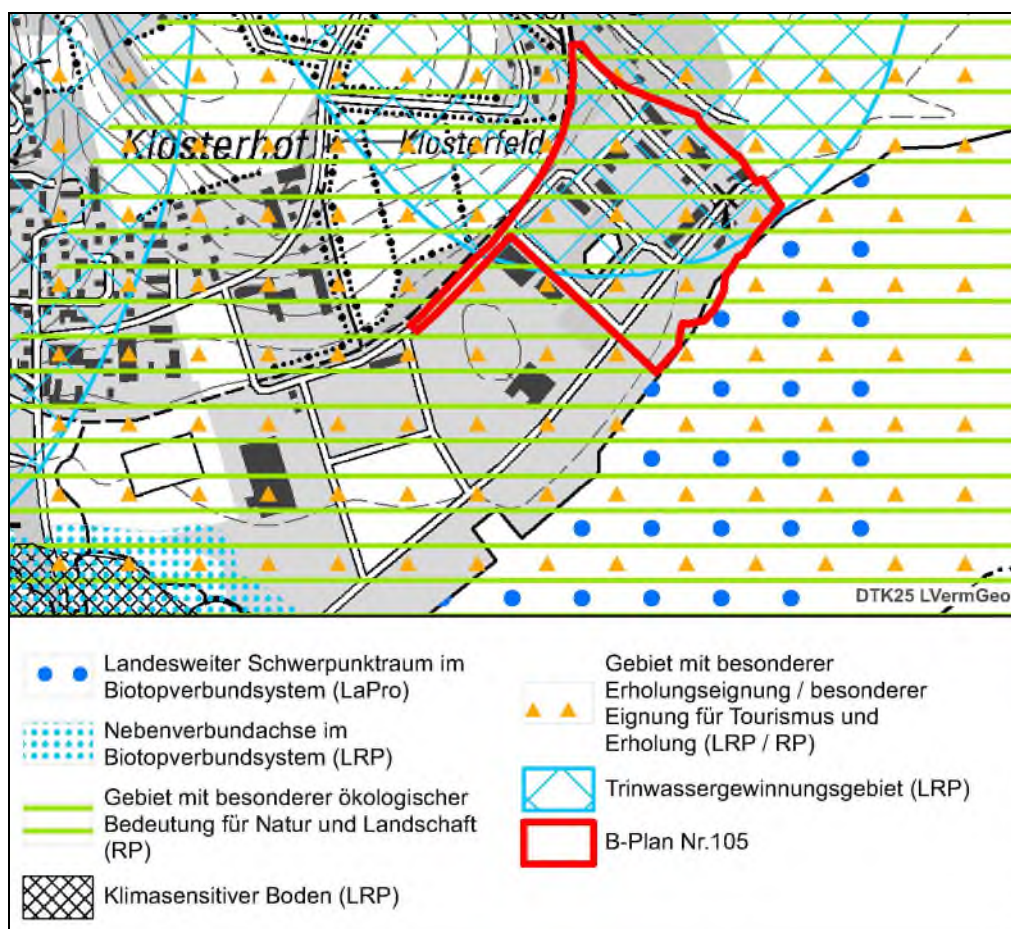 Klosterhof
Klosterfeld
DTK25 LVermGeo
Landesweiter Schwerpunktraum im
Biotopverbundsystem (LaPro)
Nebenverbundachse im
Biotopverbundsystem (LRP)
Gebiet mit besonderer ökologischer
Bedeutung für Natur und Landschaft
(RP)
Klimasensitiver Boden (LRP)
Gebiet mit besonderer
Erholungseignung / besonderer
Eignung für Tourismus und
Erholung (LRP / RP)
Trinwassergewinnungsgebiet (LRP)
B-Plan Nr.105